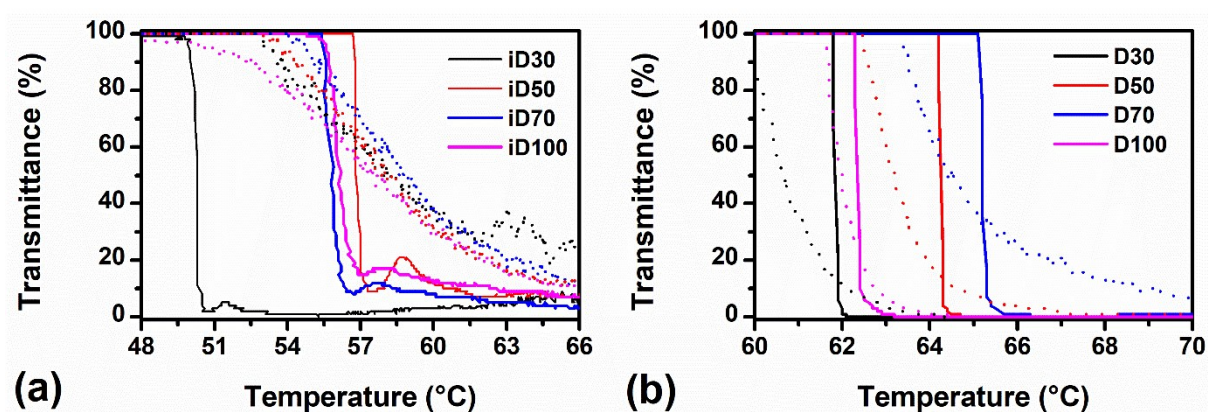 100
80
60
40
20
0
Transmittance (%)
iD30
iD50
iD70
iD100
48 51 54 57 60 63 66
Temperature (°C)
(a)
100
80
60
40
20
0
Transmittance (%)
D30
D50
D70
D100
60 62 64 66 68 70
Temperature (°C)
(b)